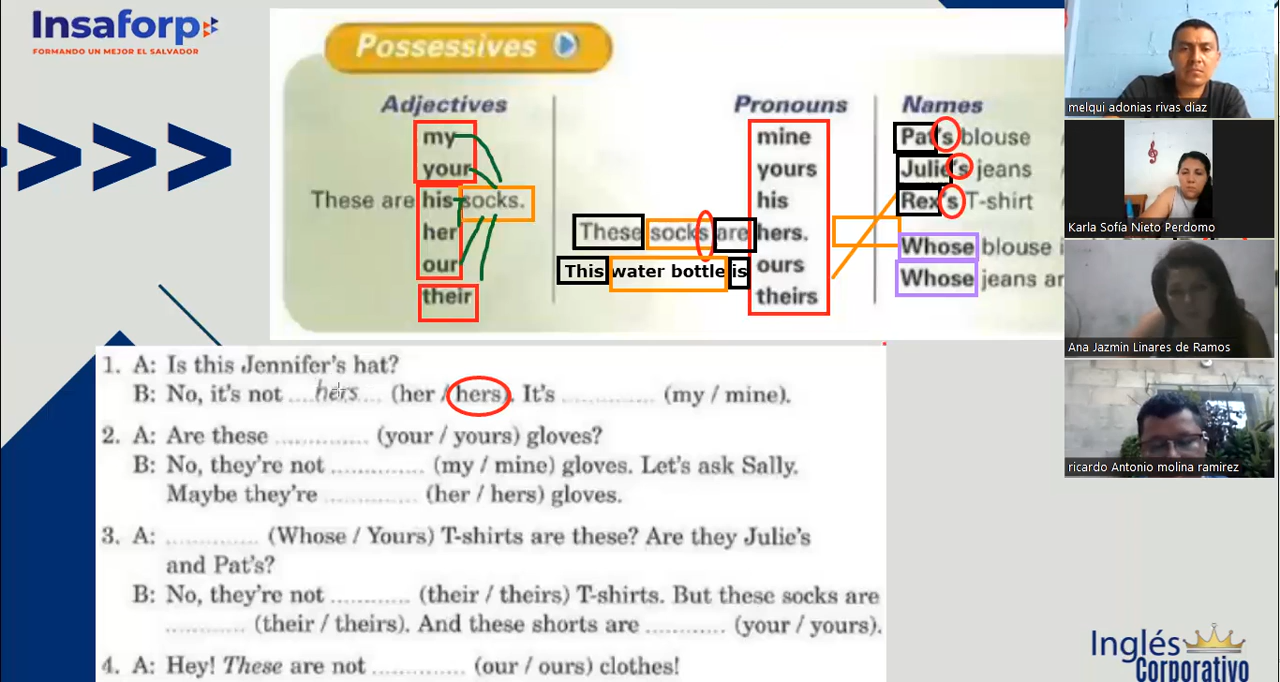 Insaforp
FORMANDO UN MEJOR EL SALVADOR
Possessives
Adjectives
my
your
These are his socks.
her
our
their
Pronouns
mine
yours
his
These socks are hers.
This water bottle is ours
theirs
Names
Pat's blouse
Julie's jeans
Rex's T-shirt
Whose blouse i
Whose jeans ar
1. A: Is this Jennifer's hat?
B: No, it's not ....hers.... (her / hers). It's ............. (my / mine).
2. A: Are these ............. (your / yours) gloves?
B: No, they're not ............. (my / mine) gloves. Let's ask Sally.
Maybe they're ............. (her / hers) gloves.
3. A: ............. (Whose / Yours) T-shirts are these? Are they Julie's
and Pat's?
B: No, they're not ............ (their / theirs) T-shirts. But these socks are
............ (their / theirs). And these shorts are ............ (your / yours).
4. A: Hey! These are not ............. (our / ours) clothes!
melqui adonias rivas díaz
Karla Sofía Nieto Perdomo
Ana Jazmin Linares de Ramos
ricardo Antonio molina ramirez
Inglés
Corporativo